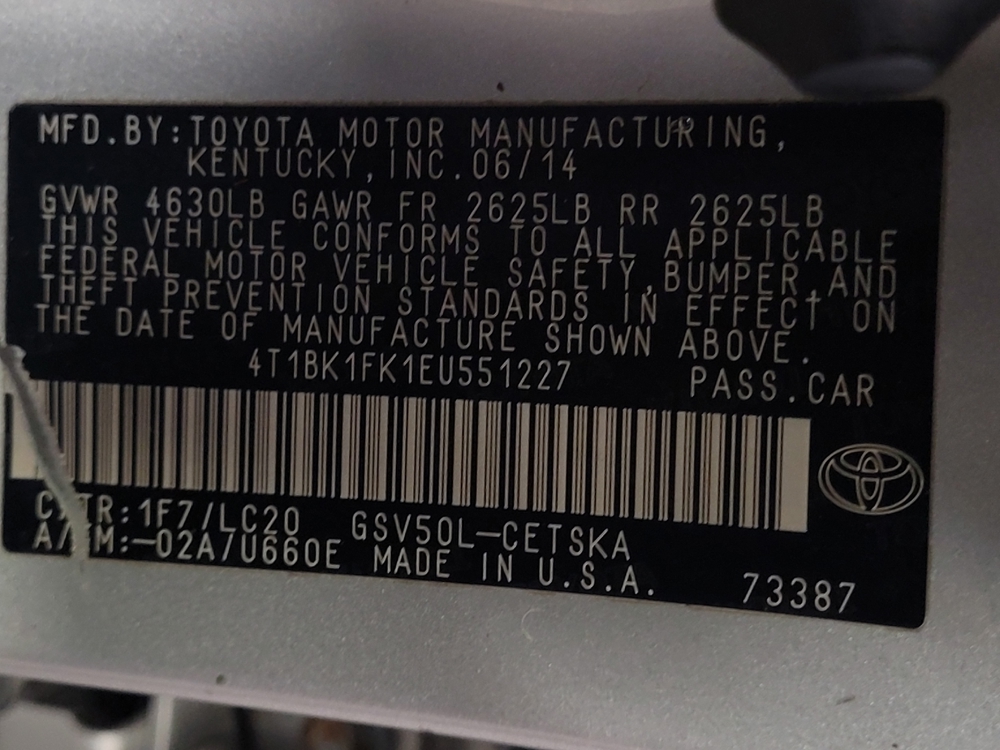 MFD.BY:TOYOTA MOTOR MANUFACTURING,
KENTUCKY,INC.06/14
GVWR 4630LB GAWR FR 2625LB RR 2625LB
THIS VEHICLE CONFORMS TO ALL APPLICABLE
FEDERAL MOTOR VEHICLE SAFETY,BUMPER,AND
THEFT PREVENTION STANDARDS IN EFFECT ON
THE DATE OF MANUFACTURE SHOWN ABOVE.
4T1BK1FK1EU551227 PASS.CAR
C/TR:1F7/LC20 GSV50L-CETSKA
A/TM:-02A/U660E MADE IN U.S.A. 73387